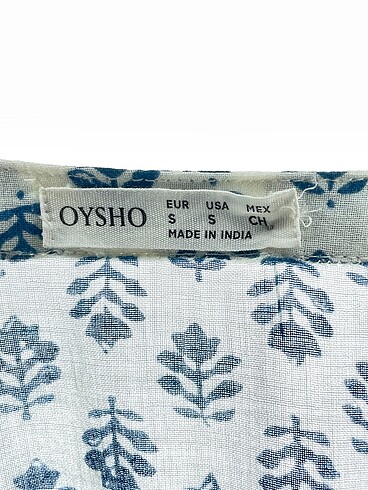 OYSHO
EUR USA MEX
S S CH
MADE IN INDIA